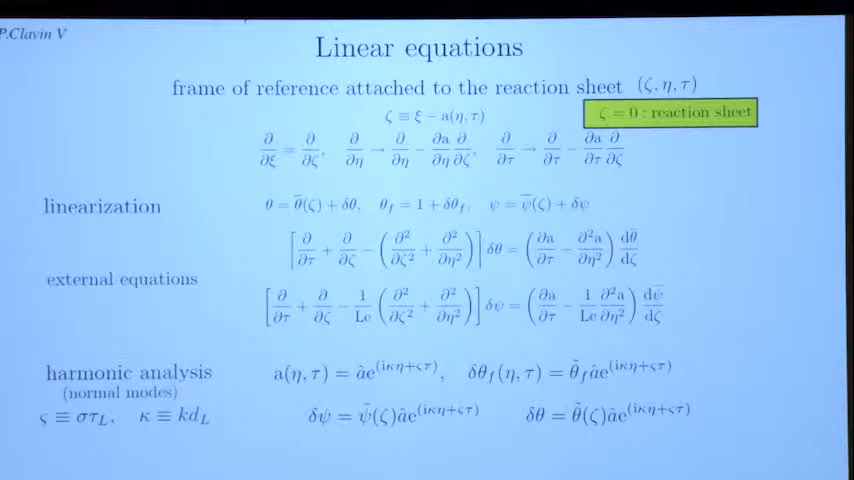 P.Clavin V
Linear equations
frame of reference attached to the reaction sheet (ζ, η, τ)
ζ ≡ ξ − a(η, τ)
ζ = 0 : reaction sheet
∂/∂ξ = ∂/∂ζ, ∂/∂η → ∂/∂η − ∂a/∂η ∂/∂ζ, ∂/∂τ → ∂/∂τ − ∂a/∂τ ∂/∂ζ
linearization θ = θ̅(ζ) + δθ, θ_f = 1 + δθ_f, ψ = ψ̅(ζ) + δψ
[∂/∂τ + ∂/∂ζ − (∂²/∂ζ² + ∂²/∂η²)] δθ = (∂a/∂τ − ∂²a/∂η²) dθ̅/dζ
external equations
[∂/∂τ + ∂/∂ζ − 1/Le (∂²/∂ζ² + ∂²/∂η²)] δψ = (∂a/∂τ − 1/Le ∂²a/∂η²) dψ̅/dζ
harmonic analysis a(η, τ) = âe^(iκη+ςτ), δθ_f(η, τ) = θ̃_f âe^(iκη+ςτ)
(normal modes)
ς ≡ στ_L, κ ≡ kd_L δψ = ψ̃(ζ)âe^(iκη+ςτ) δθ = θ̃(ζ)âe^(iκη+ςτ)